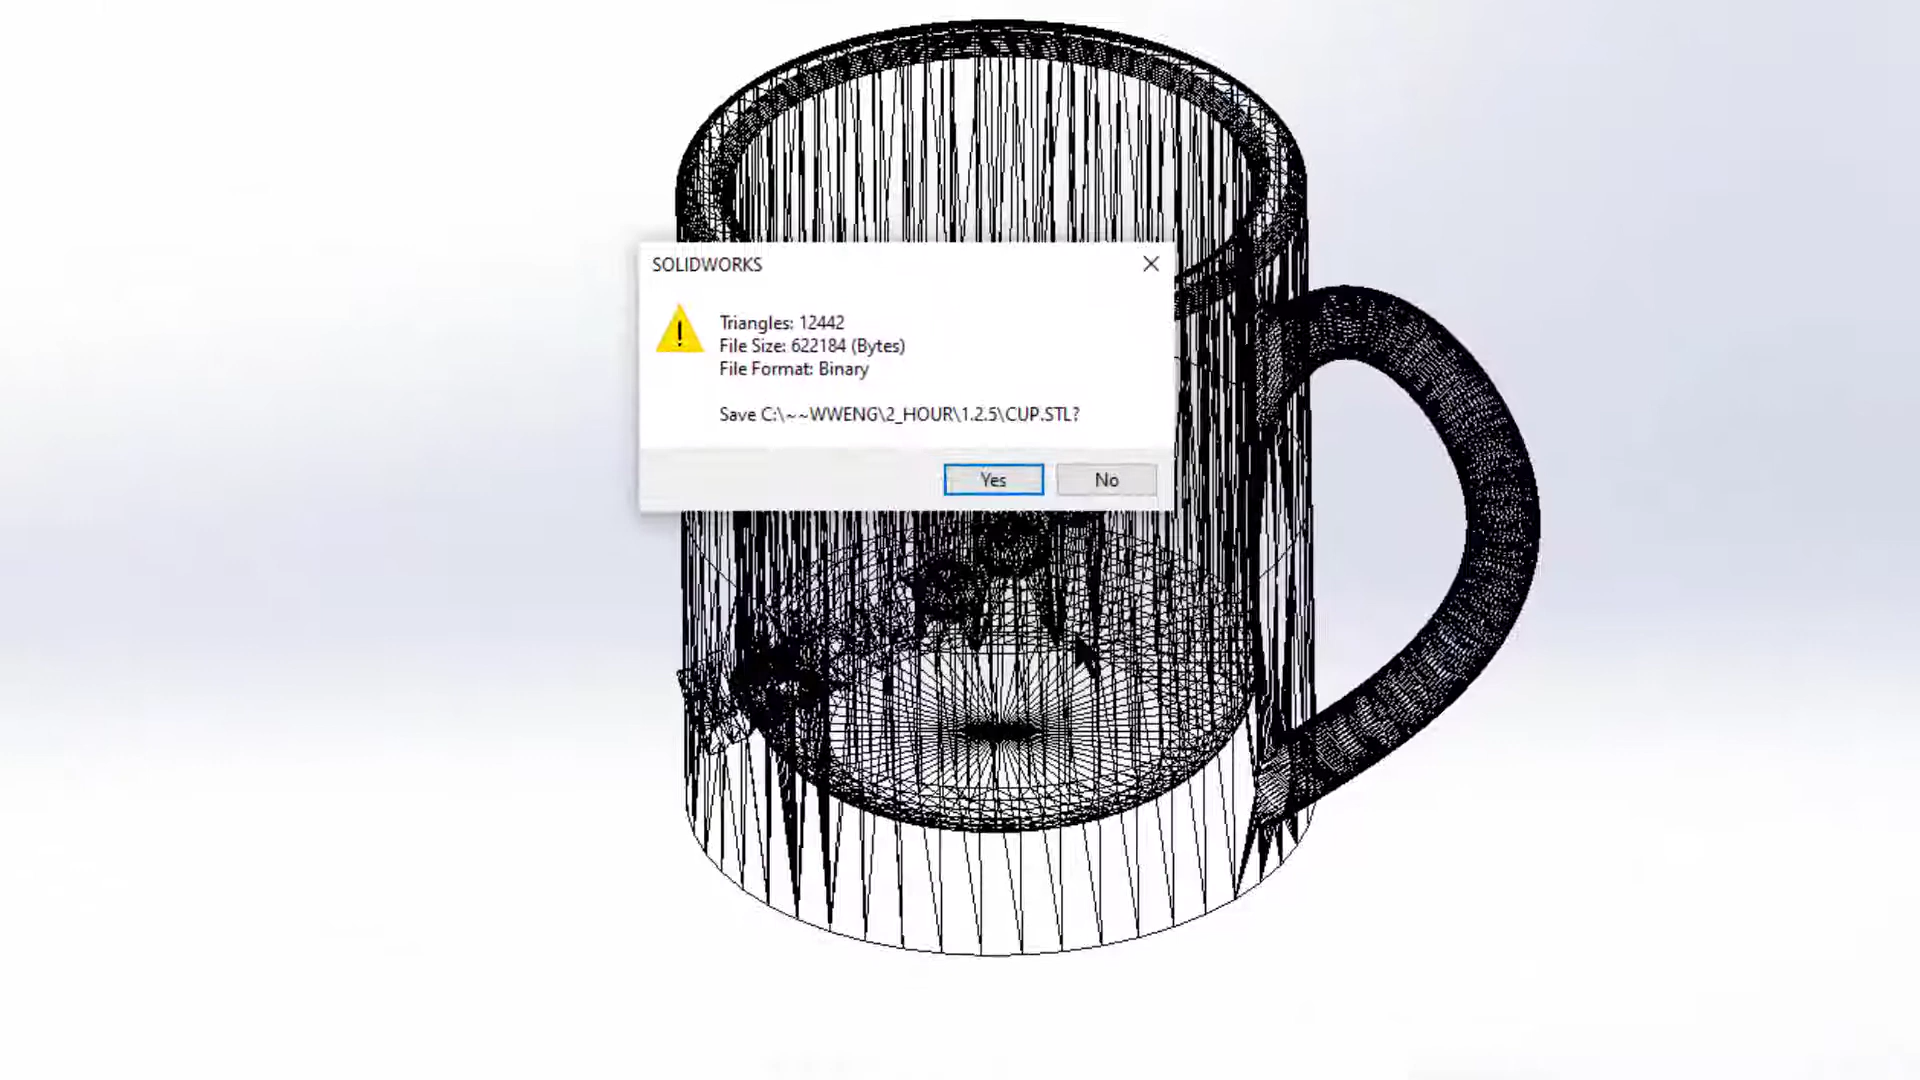 SOLIDWORKS
Triangles: 12442
File Size: 622184 (Bytes)
File Format: Binary
Save C:\~~WWENG\2_HOUR\1.2.5\CUP.STL?
Yes No